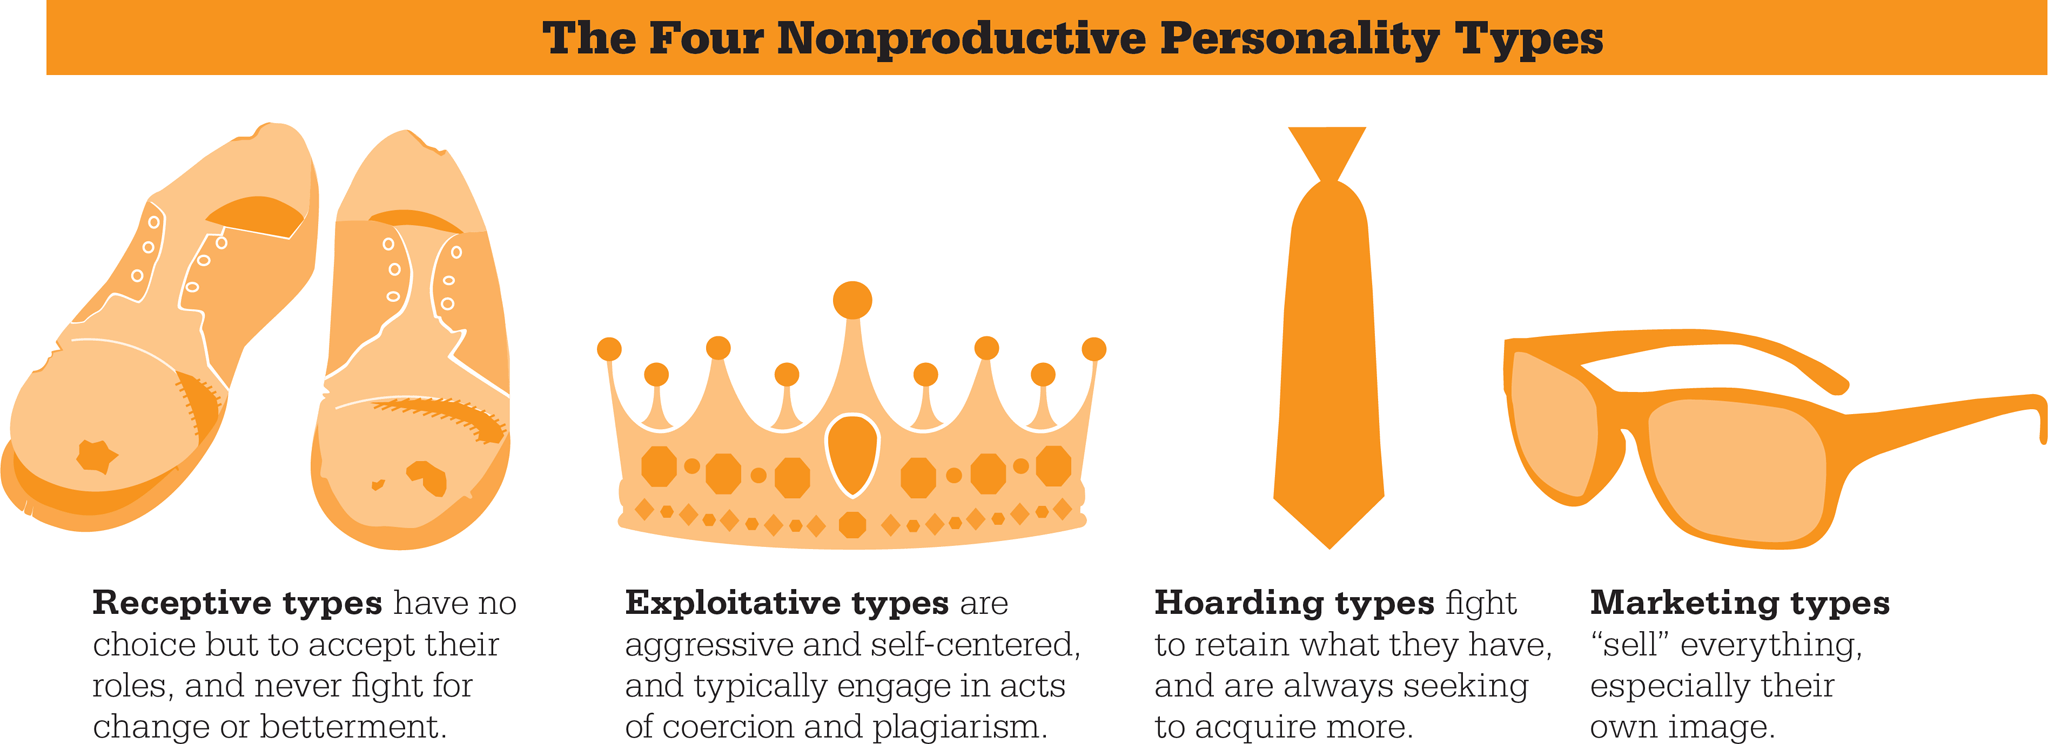 The Four Nonproductive Personality Types
Receptive types have no
choice but to accept their
roles, and never fight for
change or betterment.
Exploitative types are
aggressive and self-centered,
and typically engage in acts
of coercion and plagiarism.
Hoarding types fight
to retain what they have,
and are always seeking
to acquire more.
Marketing types
“sell” everything,
especially their
own image.